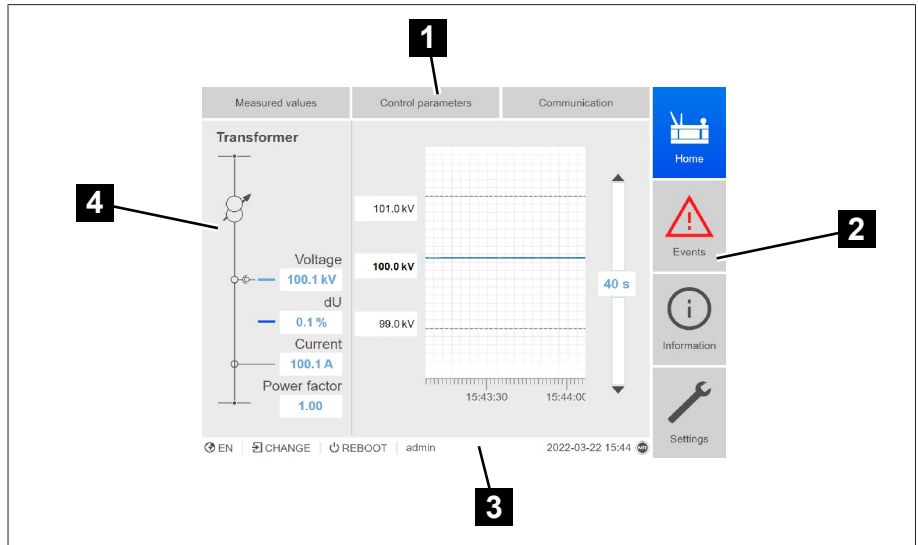 1
Measured values Control parameters Communication
Home
Transformer
4
101.0 kV
2
Events
Voltage
100.0 kV
100.1 kV
40 s
dU
0.1 %
99.0 kV
Current
Information
100.1 A
Power factor
1.00
15:43:30 15:44:0
Settings
EN CHANGE REBOOT admin 2022-03-22 15:44 MR
3